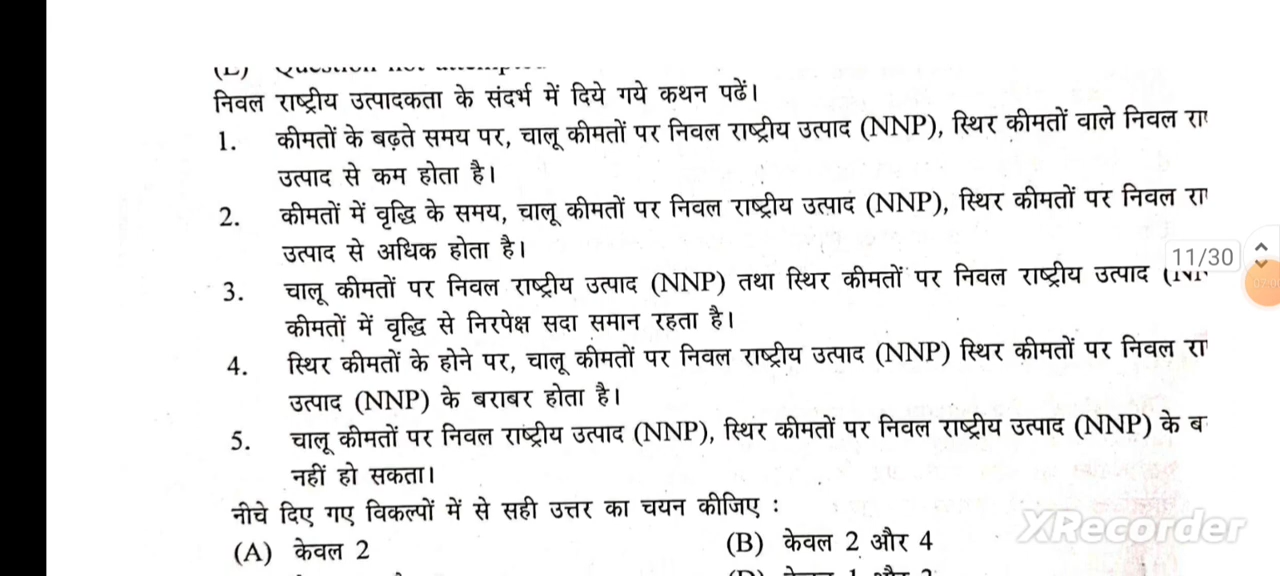 (E) Question not attempted
निवल राष्ट्रीय उत्पादकता के संदर्भ में दिये गये कथन पढें।
1. कीमतों के बढ़ते समय पर, चालू कीमतों पर निवल राष्ट्रीय उत्पाद (NNP), स्थिर कीमतों वाले निवल
उत्पाद से कम होता है।
2. कीमतों में वृद्धि के समय, चालू कीमतों पर निवल राष्ट्रीय उत्पाद (NNP), स्थिर कीमतों पर निवल
उत्पाद से अधिक होता है।
11/30
3. चालू कीमतों पर निवल राष्ट्रीय उत्पाद (NNP) तथा स्थिर कीमतों पर निवल राष्ट्रीय उत्पाद
कीमतों में वृद्धि से निरपेक्ष सदा समान रहता है।
4. स्थिर कीमतों के होने पर, चालू कीमतों पर निवल राष्ट्रीय उत्पाद (NNP) स्थिर कीमतों पर निवल
उत्पाद (NNP) के बराबर होता है।
5. चालू कीमतों पर निवल राष्ट्रीय उत्पाद (NNP), स्थिर कीमतों पर निवल राष्ट्रीय उत्पाद (NNP) के
नहीं हो सकता।
नीचे दिए गए विकल्पों में से सही उत्तर का चयन कीजिए :
(A) केवल 2 (B) केवल 2 और 4
XRecorder